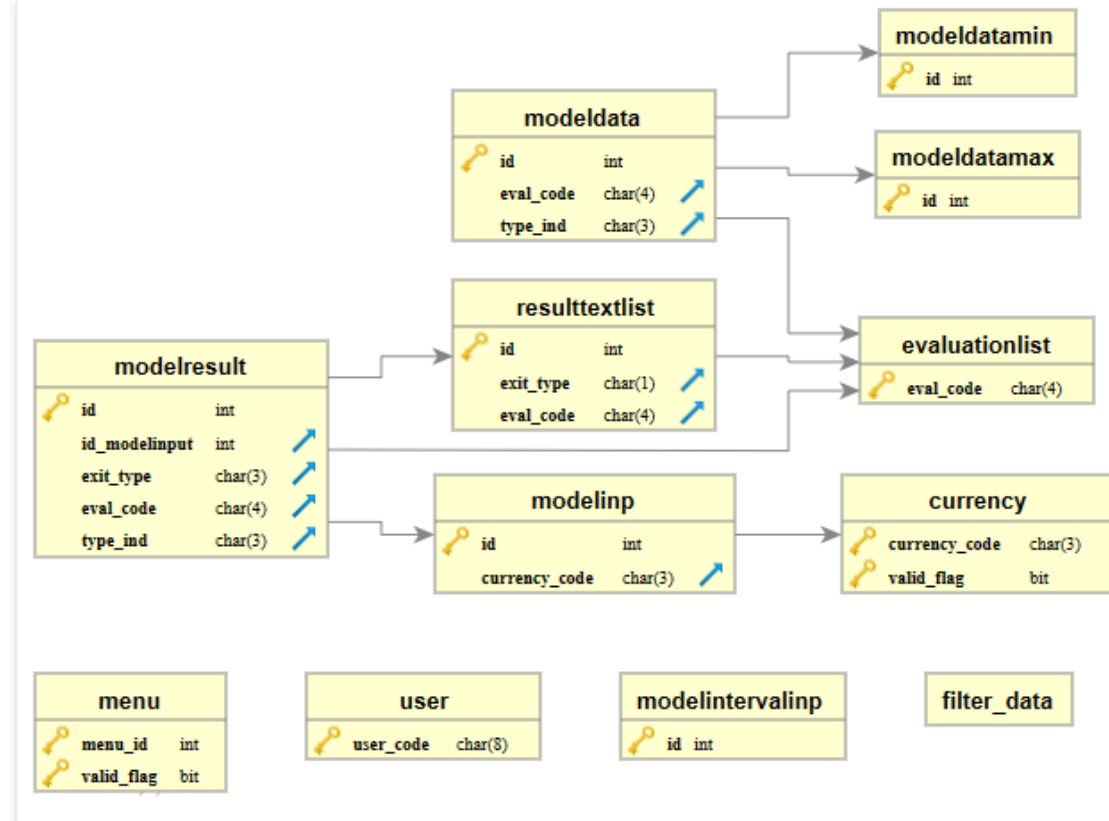 modeldatamin
id int
modeldata
id int
eval_code char(4)
type_ind char(3)
modeldatamax
id int
resulttextlist
id int
exit_type char(1)
eval_code char(4)
evaluationlist
eval_code char(4)
modelresult
id int
id_modelinput int
exit_type char(3)
eval_code char(4)
type_ind char(3)
modelinp
id int
currency_code char(3)
currency
currency_code char(3)
valid_flag bit
menu
menu_id int
valid_flag bit
user
user_code char(8)
modelintervalinp
id int
filter_data